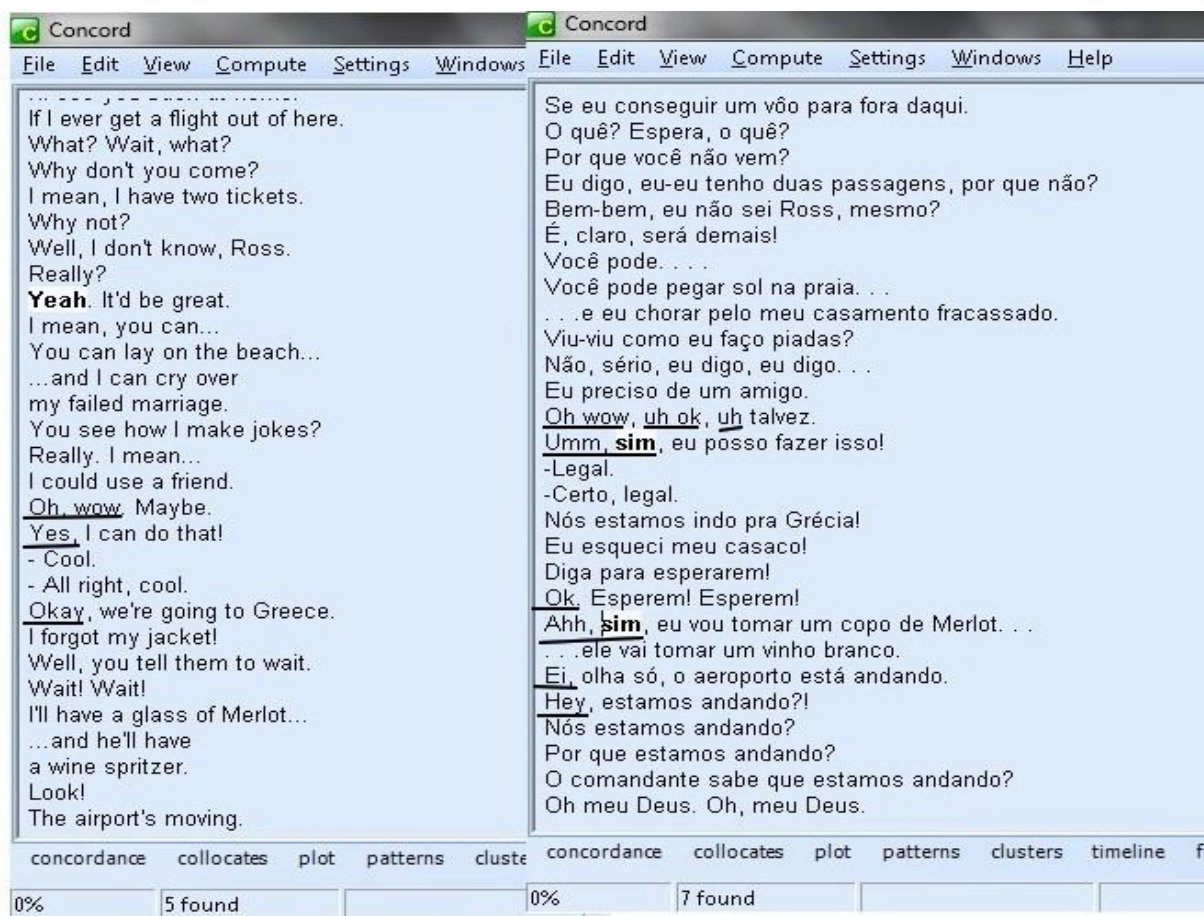 Concord
File Edit View Compute Settings Windows
If I ever get a flight out of here.
What? Wait, what?
Why don't you come?
I mean, I have two tickets.
Why not?
Well, I don't know, Ross.
Really?
Yeah. It'd be great.
I mean, you can...
You can lay on the beach...
...and I can cry over
my failed marriage.
You see how I make jokes?
Really. I mean...
I could use a friend.
Oh, wow. Maybe.
Yes, I can do that!
- Cool.
- All right, cool.
Okay, we're going to Greece.
I forgot my jacket!
Well, you tell them to wait.
Wait! Wait!
I'll have a glass of Merlot...
...and he'll have
a wine spritzer.
Look!
The airport's moving.
concordance collocates plot patterns cluste
0% 5 found
Concord
File Edit View Compute Settings Windows Help
Se eu conseguir um vôo para fora daqui.
O quê? Espera, o quê?
Por que você não vem?
Eu digo, eu-eu tenho duas passagens, por que não?
Bem-bem, eu não sei Ross, mesmo?
É, claro, será demais!
Você pode. . . .
Você pode pegar sol na praia. . .
. . .e eu chorar pelo meu casamento fracassado.
Viu-viu como eu faço piadas?
Não, sério, eu digo, eu digo. . .
Eu preciso de um amigo.
Oh wow, uh ok, uh talvez.
Umm, sim, eu posso fazer isso!
-Legal.
-Certo, legal.
Nós estamos indo pra Grécia!
Eu esqueci meu casaco!
Diga para esperarem!
Ok. Esperem! Esperem!
Ahh, sim, eu vou tomar um copo de Merlot. . .
. . .ele vai tomar um vinho branco.
Ei, olha só, o aeroporto está andando.
Hey, estamos andando?!
Nós estamos andando?
Por que estamos andando?
O comandante sabe que estamos andando?
Oh meu Deus. Oh, meu Deus.
concordance collocates plot patterns clusters timeline f
0% 7 found